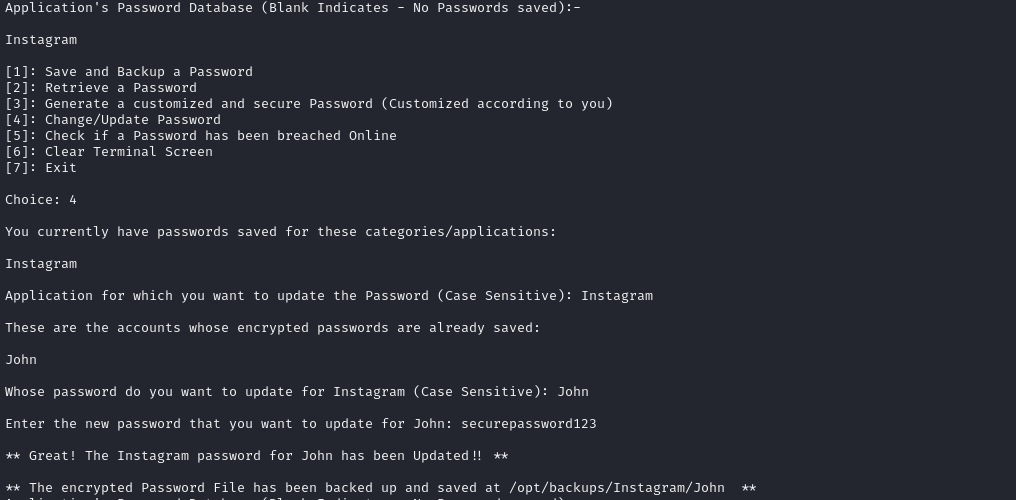 Application's Password Database (Blank Indicates - No Passwords saved):-
Instagram
[1]: Save and Backup a Password
[2]: Retrieve a Password
[3]: Generate a customized and secure Password (Customized according to you)
[4]: Change/Update Password
[5]: Check if a Password has been breached Online
[6]: Clear Terminal Screen
[7]: Exit
Choice: 4
You currently have passwords saved for these categories/applications:
Instagram
Application for which you want to update the Password (Case Sensitive): Instagram
These are the accounts whose encrypted passwords are already saved:
John
Whose password do you want to update for Instagram (Case Sensitive): John
Enter the new password that you want to update for John: securepassword123
** Great! The Instagram password for John has been Updated!! **
** The encrypted Password File has been backed up and saved at /opt/backups/Instagram/John  **